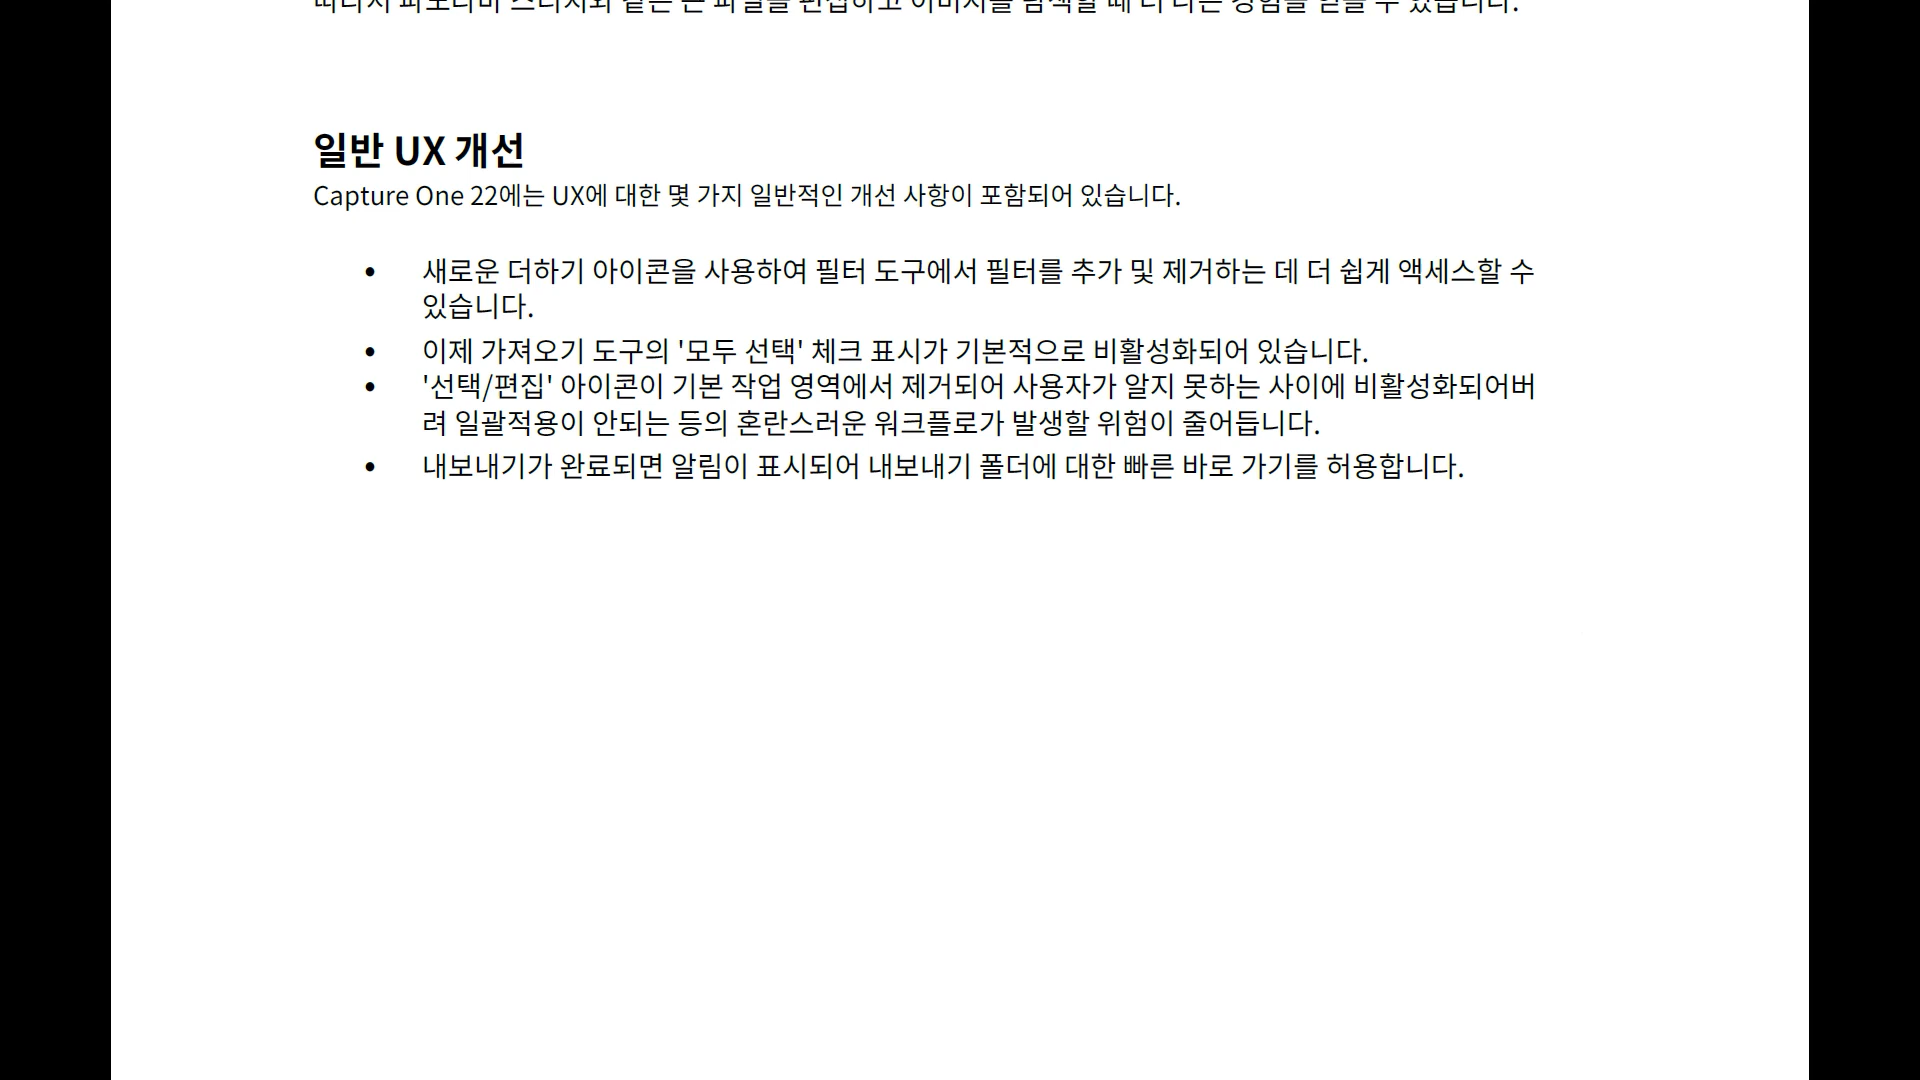 일반 UX 개선
Capture One 22에는 UX에 대한 몇 가지 일반적인 개선 사항이 포함되어 있습니다.
• 새로운 더하기 아이콘을 사용하여 필터 도구에서 필터를 추가 및 제거하는 데 더 쉽게 액세스할 수
있습니다.
• 이제 가져오기 도구의 '모두 선택' 체크 표시가 기본적으로 비활성화되어 있습니다.
• '선택/편집' 아이콘이 기본 작업 영역에서 제거되어 사용자가 알지 못하는 사이에 비활성화되어버
려 일괄적용이 안되는 등의 혼란스러운 워크플로가 발생할 위험이 줄어듭니다.
• 내보내기가 완료되면 알림이 표시되어 내보내기 폴더에 대한 빠른 바로 가기를 허용합니다.